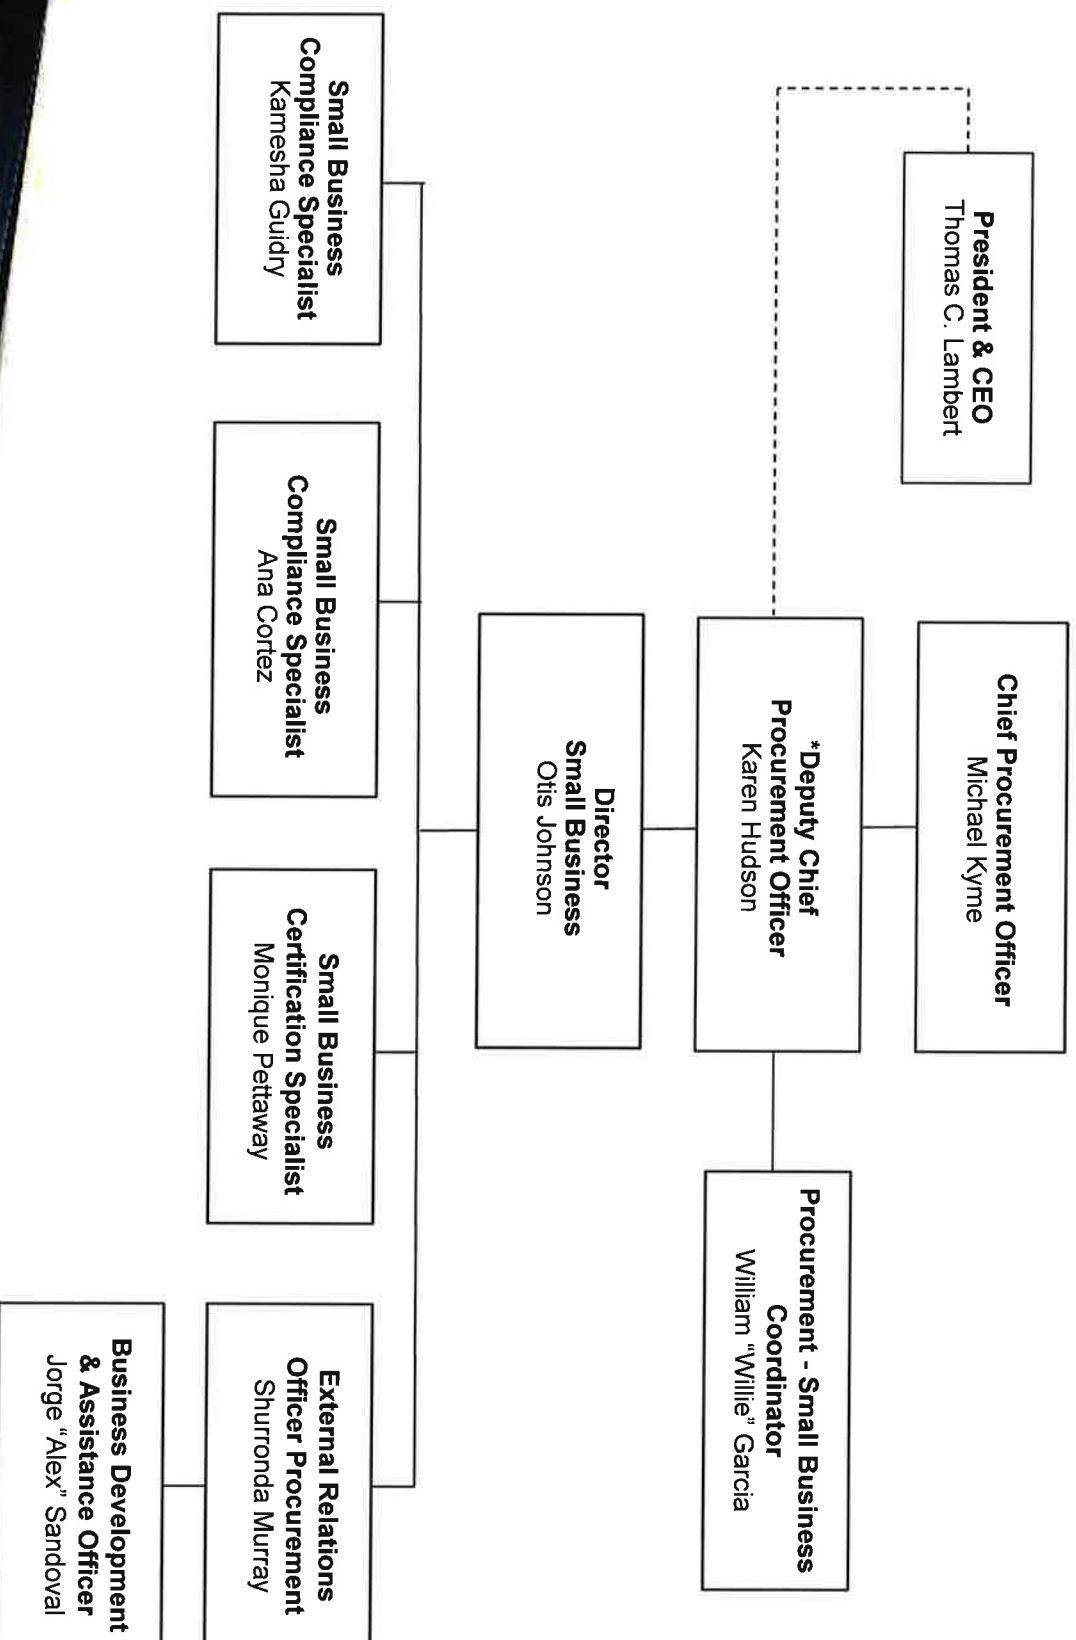 President & CEO
Thomas C. Lambert
Chief Procurement Officer
Michael Kyme
*Deputy Chief
Procurement Officer
Karen Hudson
Procurement - Small Business
Coordinator
William “Willie” Garcia
Director
Small Business
Otis Johnson
Small Business
Compliance Specialist
Kamesha Guidry
Small Business
Compliance Specialist
Ana Cortez
Small Business
Certification Specialist
Monique Pettaway
External Relations
Officer Procurement
Shurronda Murray
Business Development
& Assistance Officer
Jorge “Alex” Sandoval